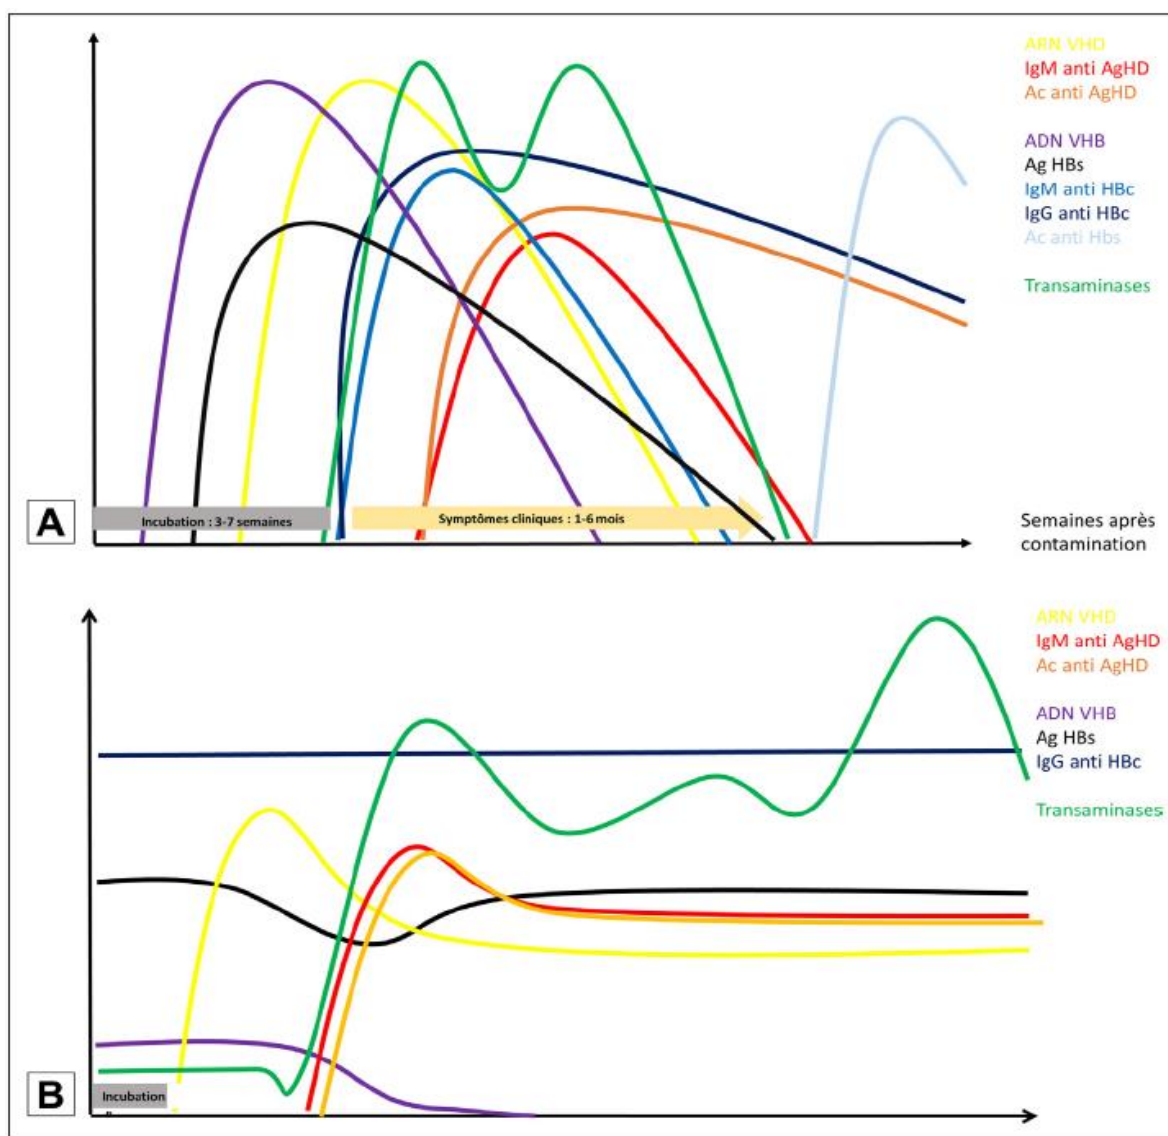 ARN VHD
IgM anti AgHD
Ac anti AgHD
ADN VHB
Ag HBs
IgM anti HBc
IgG anti HBc
Ac anti Hbs
Transaminases
A
Incubation : 3-7 semaines
Symptômes cliniques : 1-6 mois
Semaines après
contamination
ARN VHD
IgM anti AgHD
Ac anti AgHD
ADN VHB
Ag HBs
IgG anti HBc
Transaminases
B
Incubation